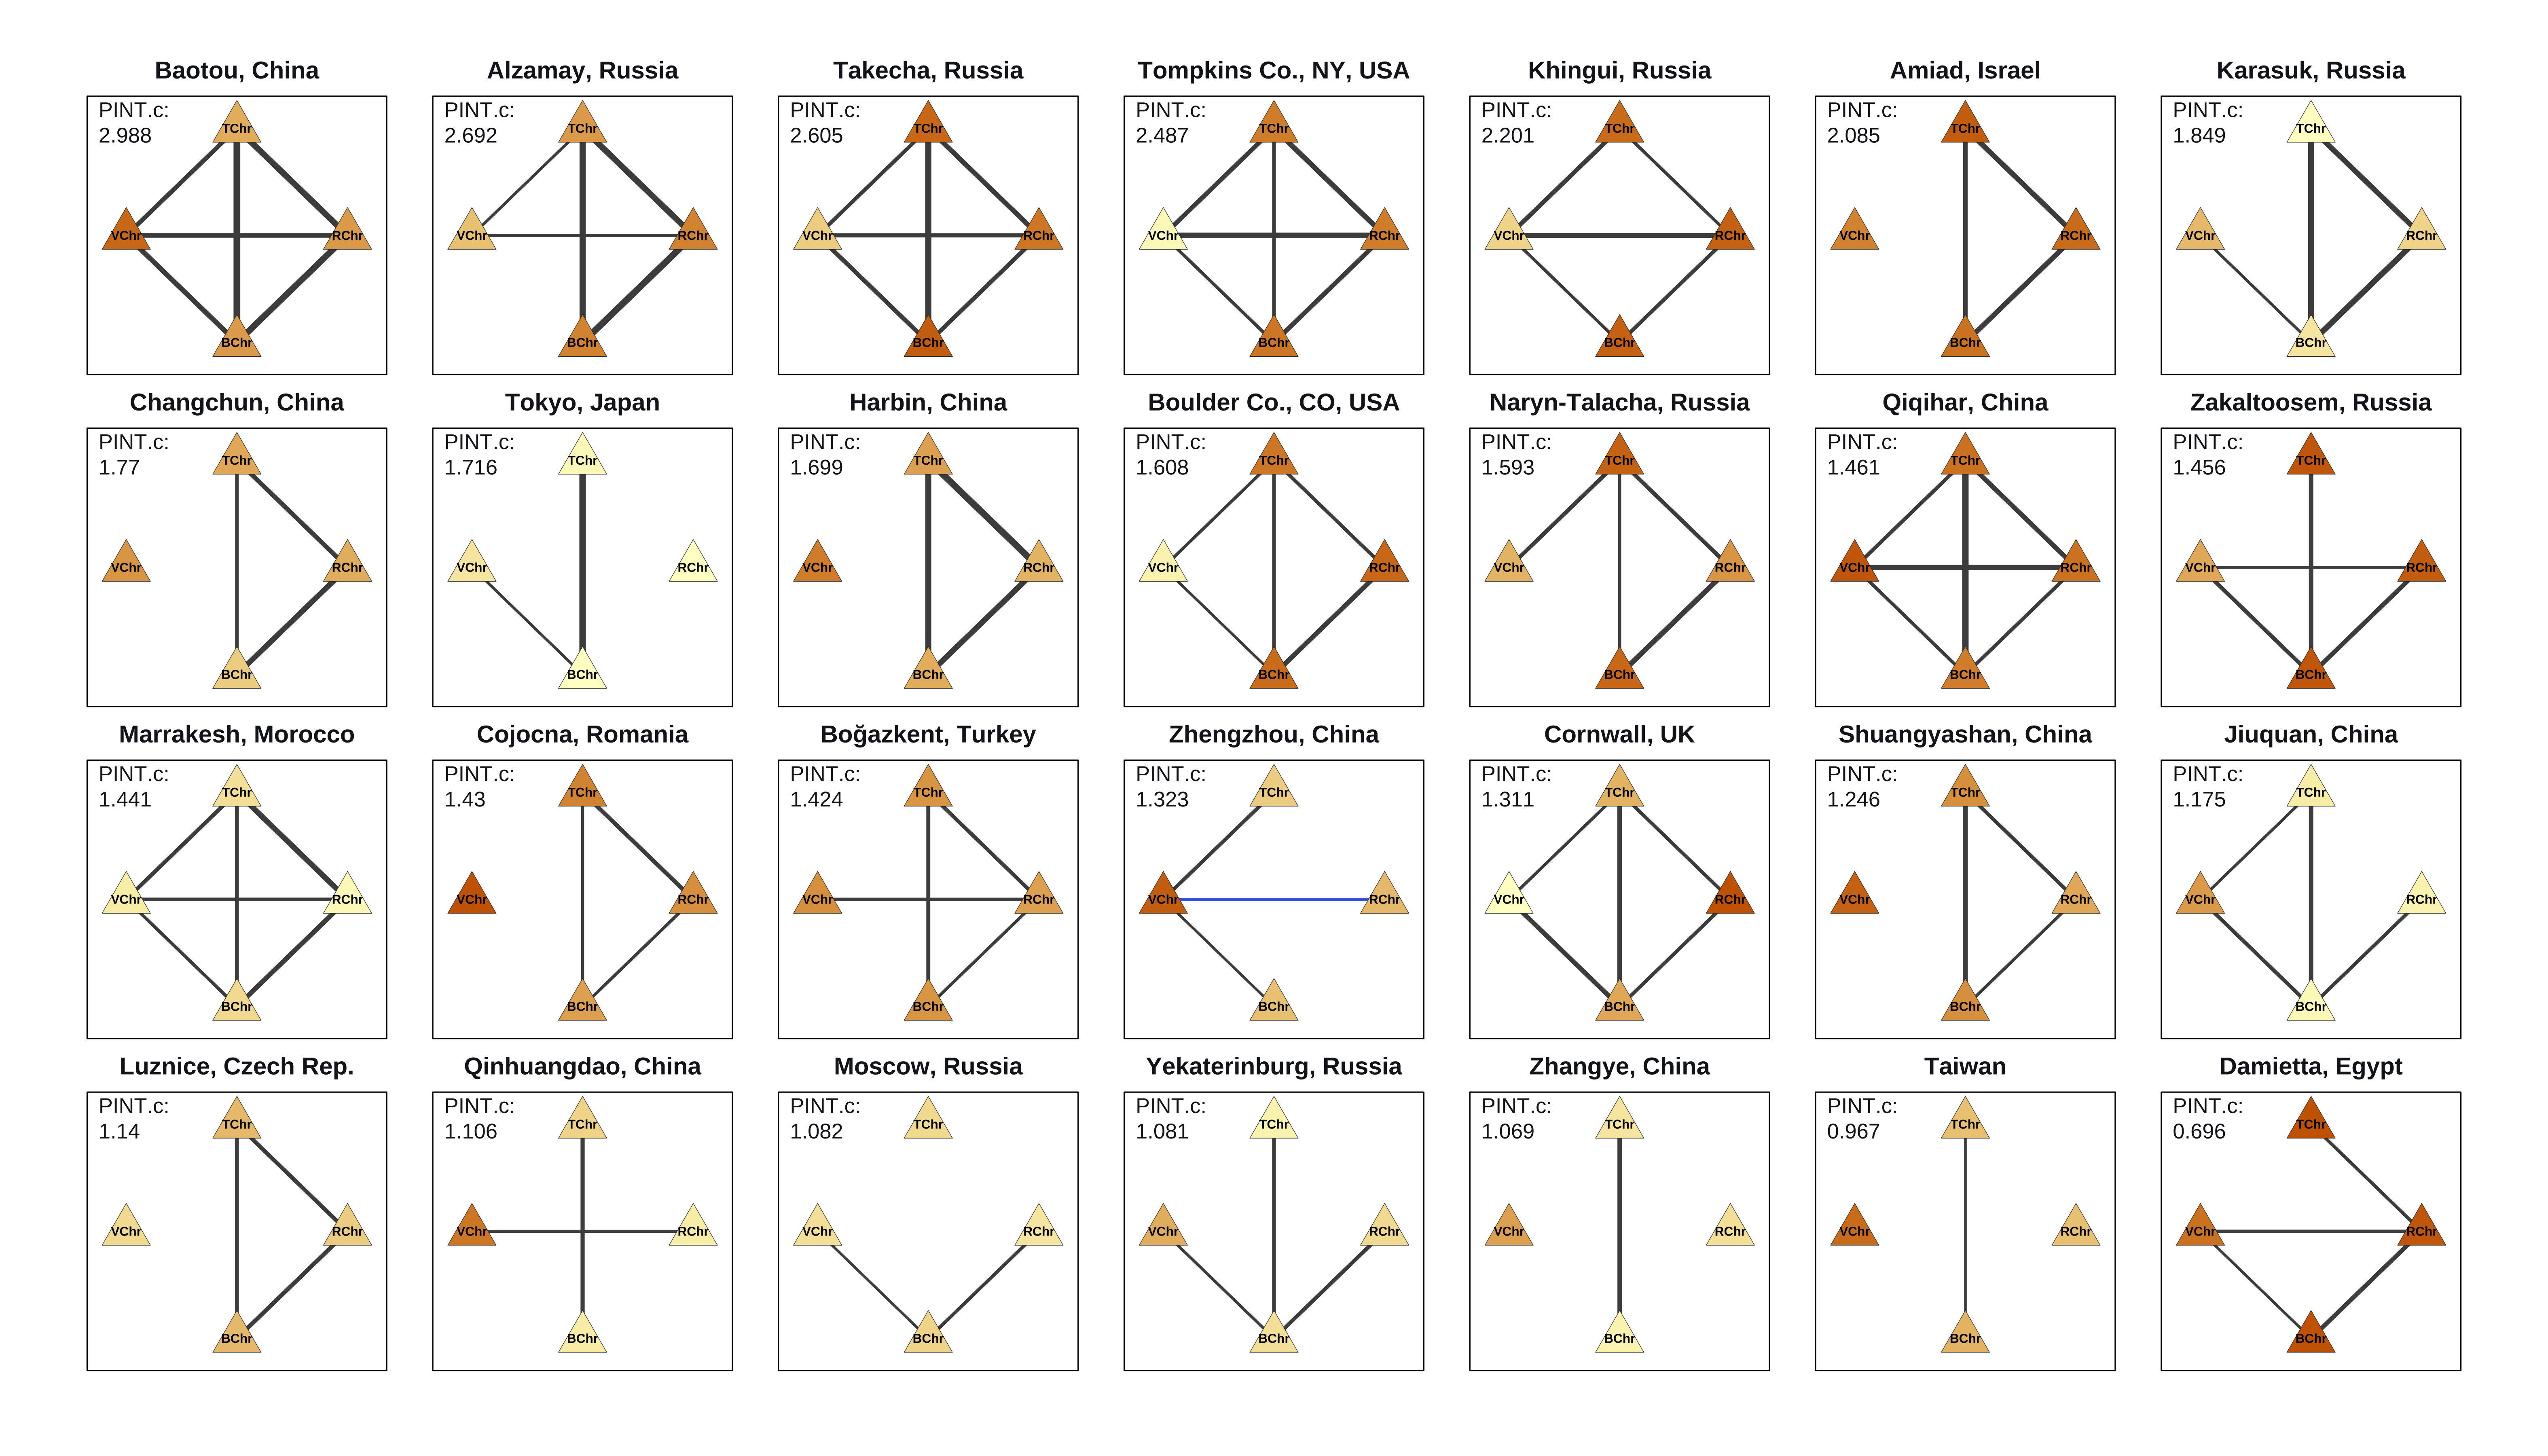 Baotou, China
PINT.c:
2.988
TChr
VChr
RChr
BChr
Alzamay, Russia
PINT.c:
2.692
TChr
VChr
RChr
BChr
Takecha, Russia
PINT.c:
2.605
TChr
VChr
RChr
BChr
Tompkins Co., NY, USA
PINT.c:
2.487
TChr
VChr
RChr
BChr
Khingui, Russia
PINT.c:
2.201
TChr
VChr
RChr
BChr
Amiad, Israel
PINT.c:
2.085
TChr
VChr
RChr
BChr
Karasuk, Russia
PINT.c:
1.849
TChr
VChr
RChr
BChr
Changchun, China
PINT.c:
1.77
TChr
VChr
RChr
BChr
Tokyo, Japan
PINT.c:
1.716
TChr
VChr
RChr
BChr
Harbin, China
PINT.c:
1.699
TChr
VChr
RChr
BChr
Boulder Co., CO, USA
PINT.c:
1.608
TChr
VChr
RChr
BChr
Naryn-Talacha, Russia
PINT.c:
1.593
TChr
VChr
RChr
BChr
Qiqihar, China
PINT.c:
1.461
TChr
VChr
RChr
BChr
Zakaltoosem, Russia
PINT.c:
1.456
TChr
VChr
RChr
BChr
Marrakesh, Morocco
PINT.c:
1.441
TChr
VChr
RChr
BChr
Cojocna, Romania
PINT.c:
1.43
TChr
VChr
RChr
BChr
Boğazkent, Turkey
PINT.c:
1.424
TChr
VChr
RChr
BChr
Zhengzhou, China
PINT.c:
1.323
TChr
VChr
RChr
BChr
Cornwall, UK
PINT.c:
1.311
TChr
VChr
RChr
BChr
Shuangyashan, China
PINT.c:
1.246
TChr
VChr
RChr
BChr
Jiuquan, China
PINT.c:
1.175
TChr
VChr
RChr
BChr
Luznice, Czech Rep.
PINT.c:
1.14
TChr
VChr
RChr
BChr
Qinhuangdao, China
PINT.c:
1.106
TChr
VChr
RChr
BChr
Moscow, Russia
PINT.c:
1.082
TChr
VChr
RChr
BChr
Yekaterinburg, Russia
PINT.c:
1.081
TChr
VChr
RChr
BChr
Zhangye, China
PINT.c:
1.069
TChr
VChr
RChr
BChr
Taiwan
PINT.c:
0.967
TChr
VChr
RChr
BChr
Damietta, Egypt
PINT.c:
0.696
TChr
VChr
RChr
BChr